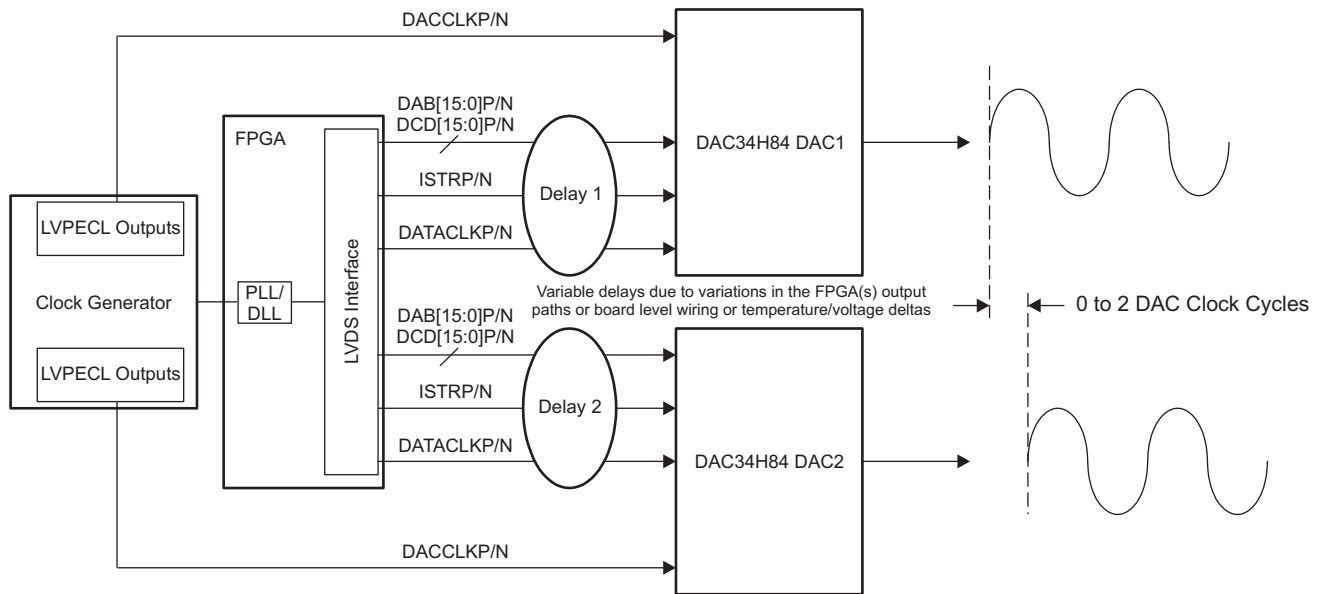 DACCLKP/N
DAB[15:0]P/N
DCD[15:0]P/N
FPGA
DAC34H84 DAC1
ISTRP/N
Delay 1
LVPECL Outputs
DATACLKP/N
LVDS Interface
Clock Generator
PLL/
DLL
Variable delays due to variations in the FPGA(s) output
paths or board level wiring or temperature/voltage deltas
0 to 2 DAC Clock Cycles
DAB[15:0]P/N
DCD[15:0]P/N
LVPECL Outputs
ISTRP/N
Delay 2
DATACLKP/N
DAC34H84 DAC2
DACCLKP/N